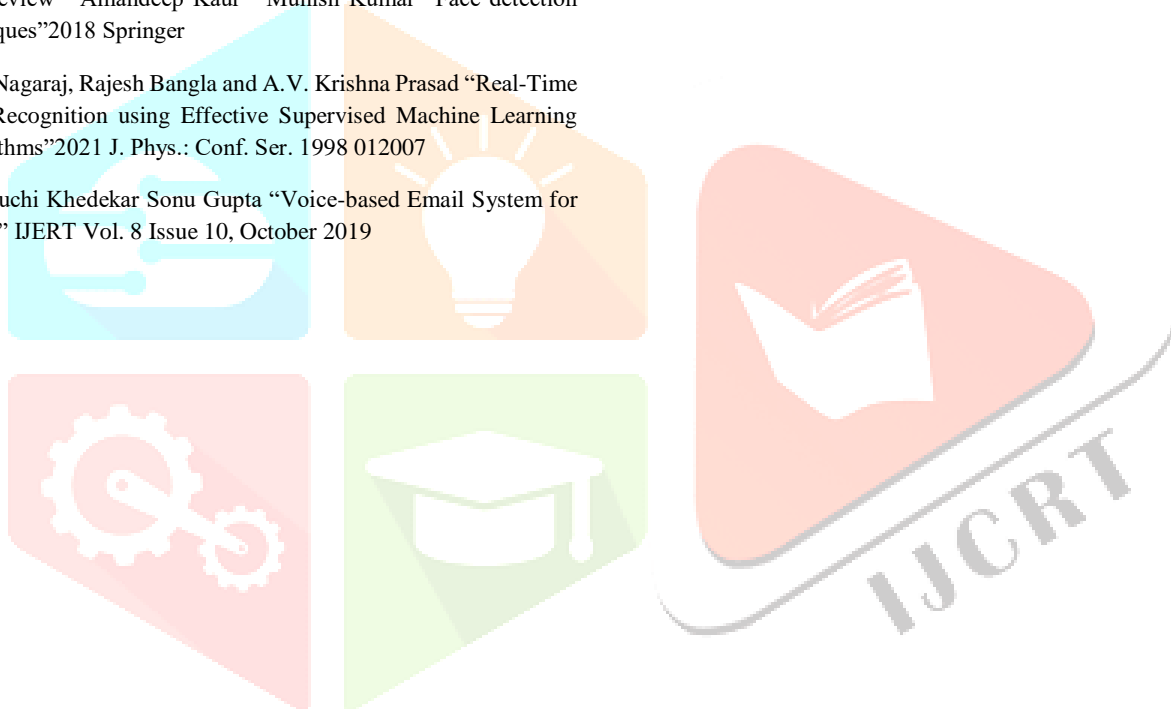 eview" Amandeep Kaur · Munish Kumar "Face detection
ques”2018 Springer
Nagaraj, Rajesh Bangla and A.V. Krishna Prasad “Real-Time
Recognition using Effective Supervised Machine Learning
thms”2021 J. Phys.: Conf. Ser. 1998 012007
uchi Khedekar Sonu Gupta “Voice-based Email System for
” IJERT Vol. 8 Issue 10, October 2019
IJCRT